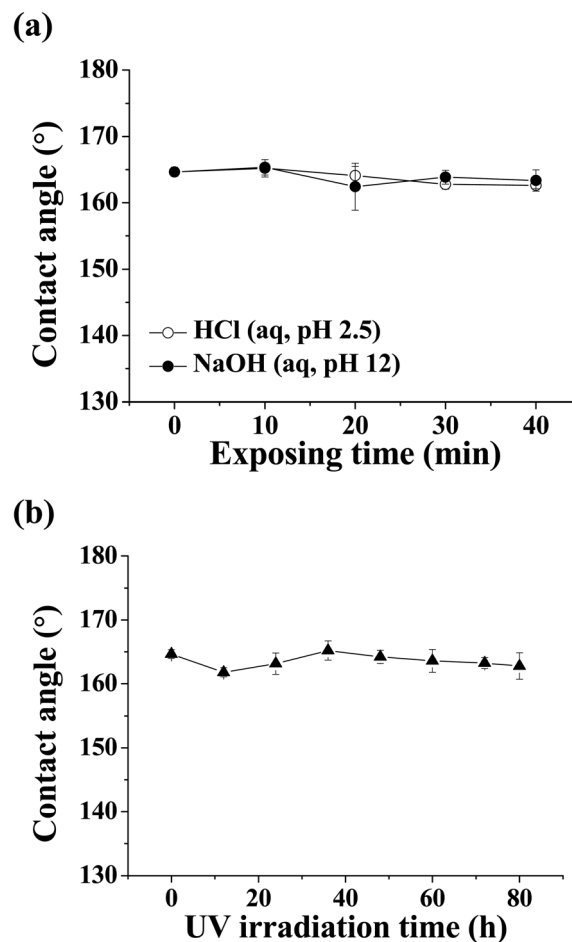 (a)
180
170
160
150
140
130
Contact angle (°)
HCl (aq, pH 2.5)
NaOH (aq, pH 12)
0 10 20 30 40
Exposing time (min)
(b)
180
170
160
150
140
130
Contact angle (°)
0 20 40 60 80
UV irradiation time (h)